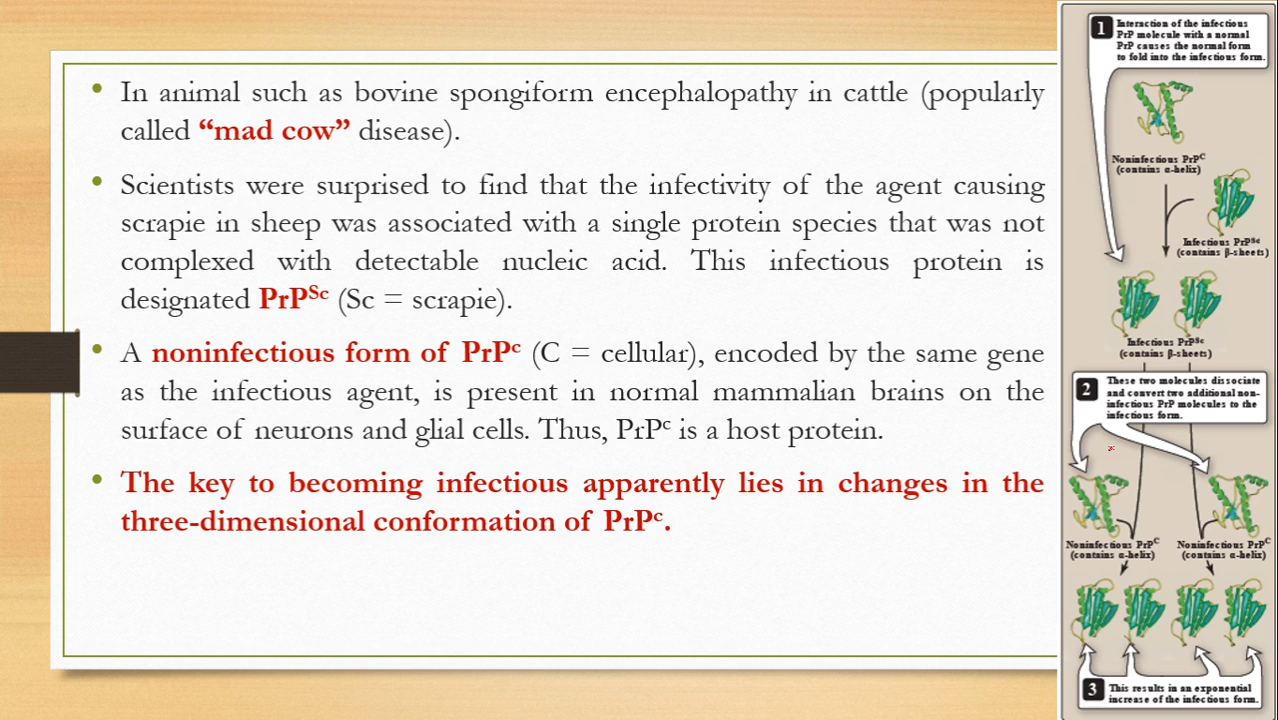 • In animal such as bovine spongiform encephalopathy in cattle (popularly
called “mad cow” disease).
• Scientists were surprised to find that the infectivity of the agent causing
scrapie in sheep was associated with a single protein species that was not
complexed with detectable nucleic acid. This infectious protein is
designated PrPSc (Sc = scrapie).
• A noninfectious form of PrPc (C = cellular), encoded by the same gene
as the infectious agent, is present in normal mammalian brains on the
surface of neurons and glial cells. Thus, PrPc is a host protein.
• The key to becoming infectious apparently lies in changes in the
three-dimensional conformation of PrPc.
1 Interaction of the infectious
PrP molecule with a normal
PrP causes the normal form
to fold into the infectious form.
Noninfectious PrPC
(contains α-helix)
Infectious PrPSc
(contains β-sheets)
Infectious PrPSc
(contains β-sheets)
2 These two molecules dissociate
and convert two additional non-
infectious PrP molecules to the
infectious form.
Noninfectious PrPC
(contains α-helix)
Noninfectious PrPC
(contains α-helix)
3 This results in an exponential
increase of the infectious form.